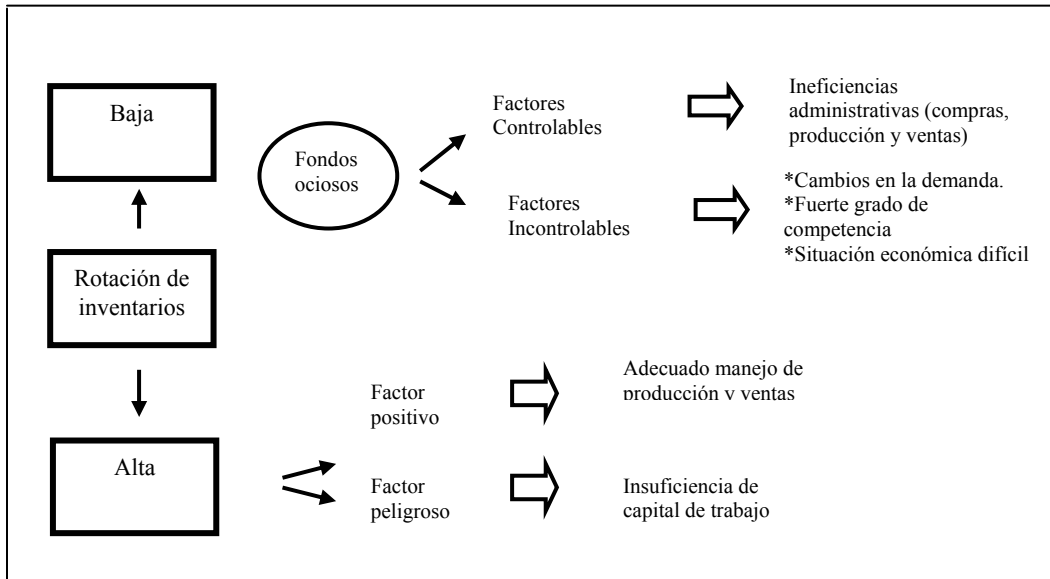 Baja
Fondos
ociosos
Factores
Controlables
Ineficiencias
administrativas (compras,
producción y ventas)
Factores
Incontrolables
*Cambios en la demanda.
*Fuerte grado de
competencia
*Situación económica difícil
Rotación de
inventarios
Alta
Factor
positivo
Adecuado manejo de
producción y ventas
Factor
peligroso
Insuficiencia de
capital de trabajo